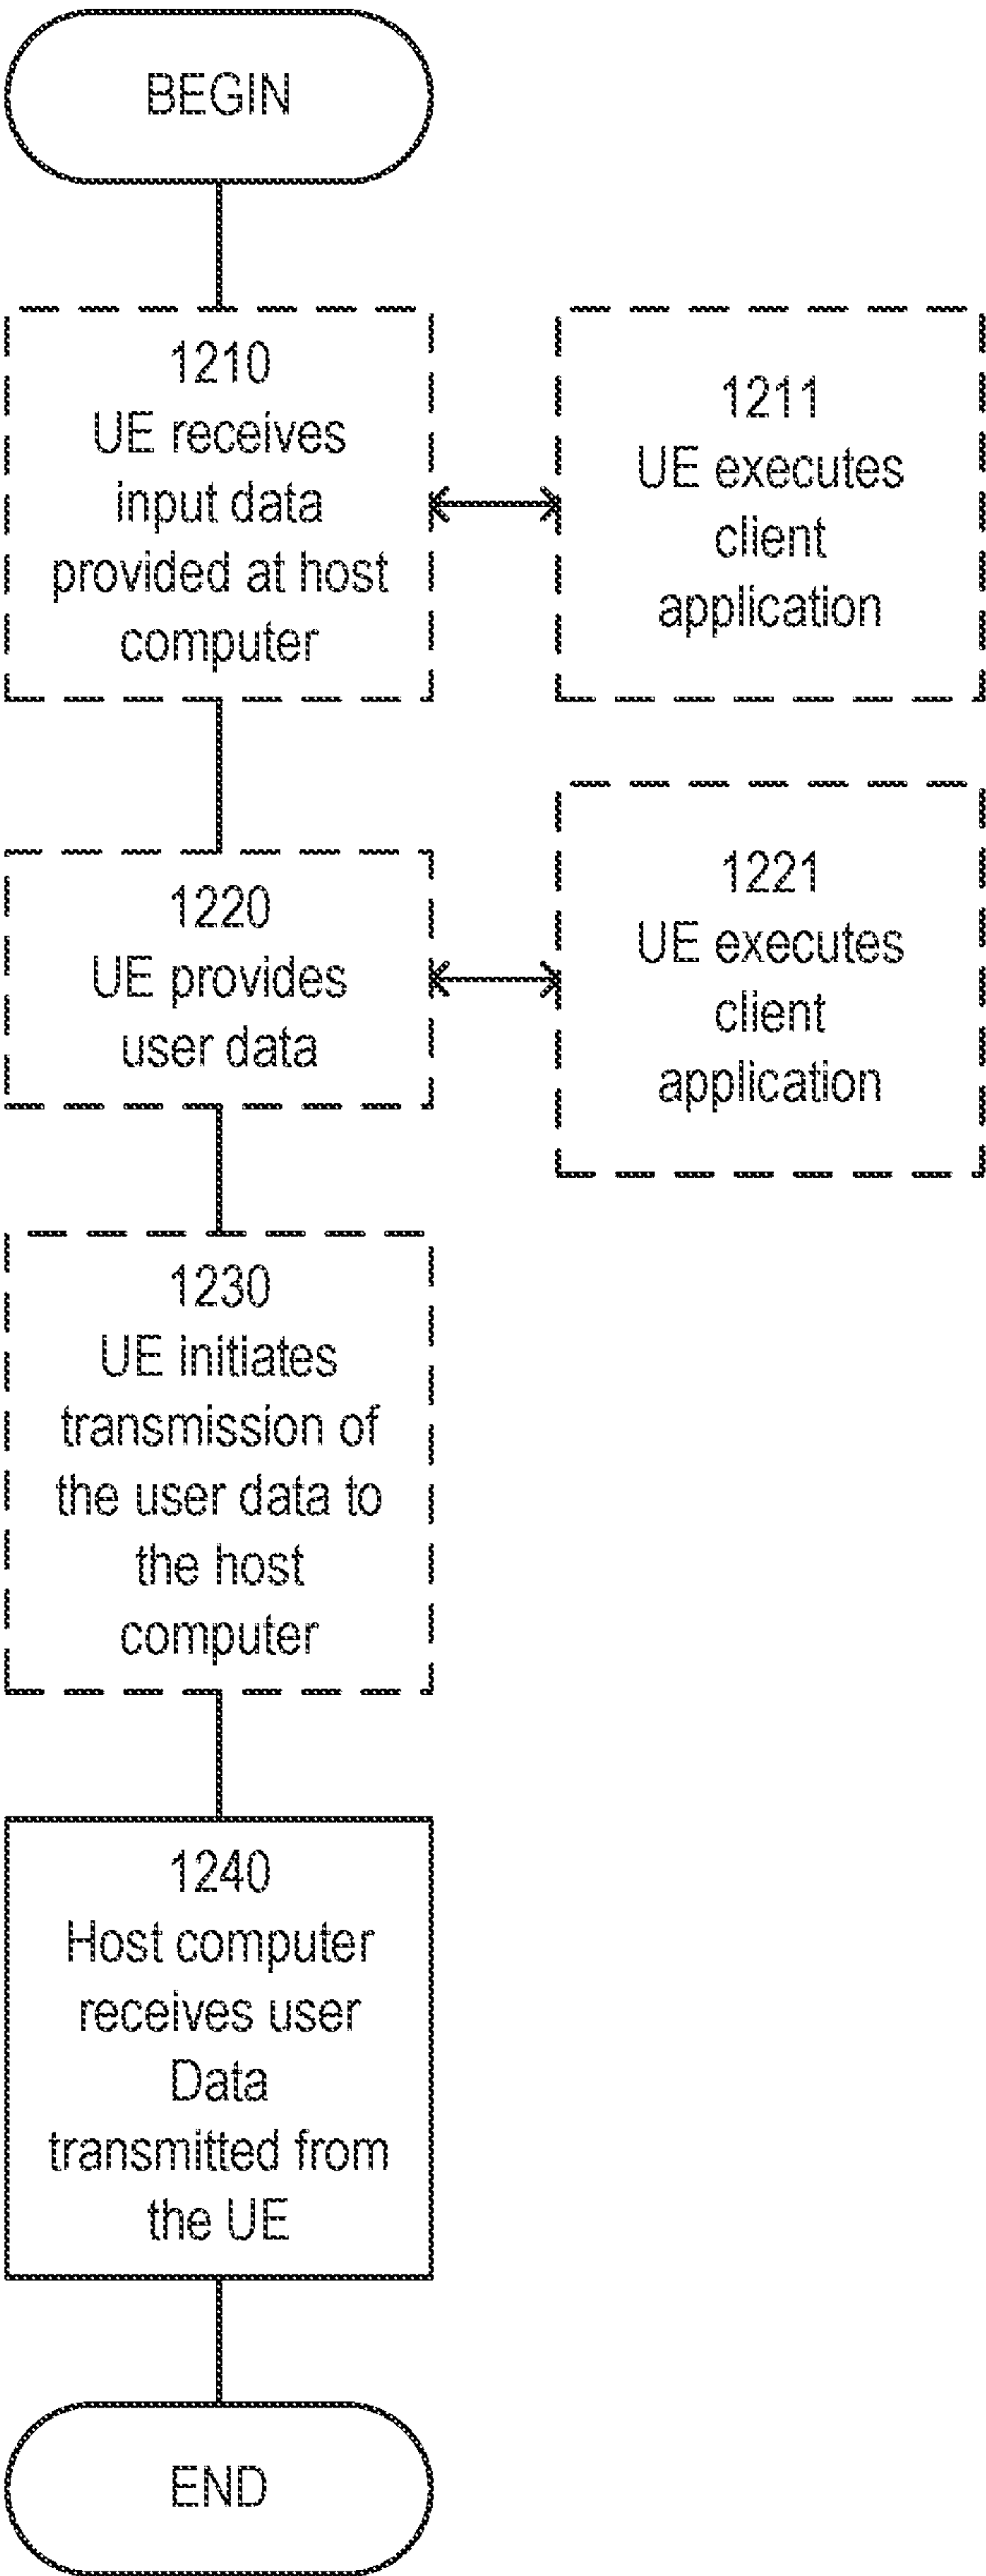 BEGIN
1210
UE receives
input data
provided at host
computer
1211
UE executes
client
application
1220
UE provides
user data
1221
UE executes
client
application
1230
UE initiates
transmission of
the user data to
the host
computer
1240
Host computer
receives user
Data
transmitted from
the UE
END